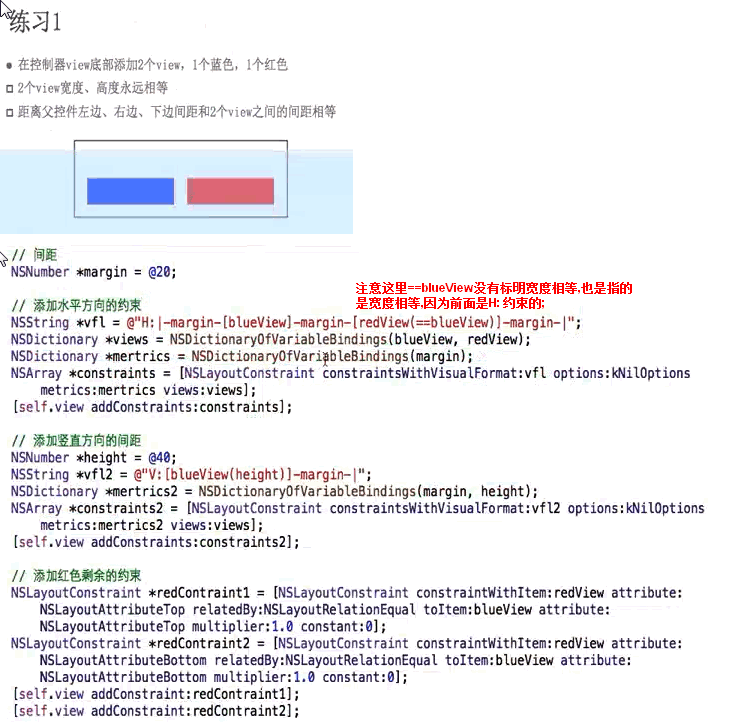 练习1
● 在控制器view底部添加2个view，1个蓝色，1个红色
□ 2个view宽度、高度永远相等
□ 距离父控件左边、右边、下边间距和2个view之间的间距相等
// 间距
NSNumber *margin = @20;
注意这里==blueView没有标明宽度相等,也是指的
是宽度相等,因为前面是H: 约束的;
// 添加水平方向的约束
NSString *vfl = @"H:|-margin-[blueView]-margin-[redView(==blueView)]-margin-|";
NSDictionary *views = NSDictionaryOfVariableBindings(blueView, redView);
NSDictionary *mertrics = NSDictionaryOfVariableBindings(margin);
NSArray *constraints = [NSLayoutConstraint constraintsWithVisualFormat:vfl options:kNilOptions
metrics:mertrics views:views];
[self.view addConstraints:constraints];
// 添加竖直方向的间距
NSNumber *height = @40;
NSString *vfl2 = @"V:[blueView(height)]-margin-|";
NSDictionary *mertrics2 = NSDictionaryOfVariableBindings(margin, height);
NSArray *constraints2 = [NSLayoutConstraint constraintsWithVisualFormat:vfl2 options:kNilOptions
metrics:mertrics2 views:views];
[self.view addConstraints:constraints2];
// 添加红色剩余的约束
NSLayoutConstraint *redContraint1 = [NSLayoutConstraint constraintWithItem:redView attribute:
NSLayoutAttributeTop relatedBy:NSLayoutRelationEqual toItem:blueView attribute:
NSLayoutAttributeTop multiplier:1.0 constant:0];
NSLayoutConstraint *redContraint2 = [NSLayoutConstraint constraintWithItem:redView attribute:
NSLayoutAttributeBottom relatedBy:NSLayoutRelationEqual toItem:blueView attribute:
NSLayoutAttributeBottom multiplier:1.0 constant:0];
[self.view addConstraint:redContraint1];
[self.view addConstraint:redContraint2];